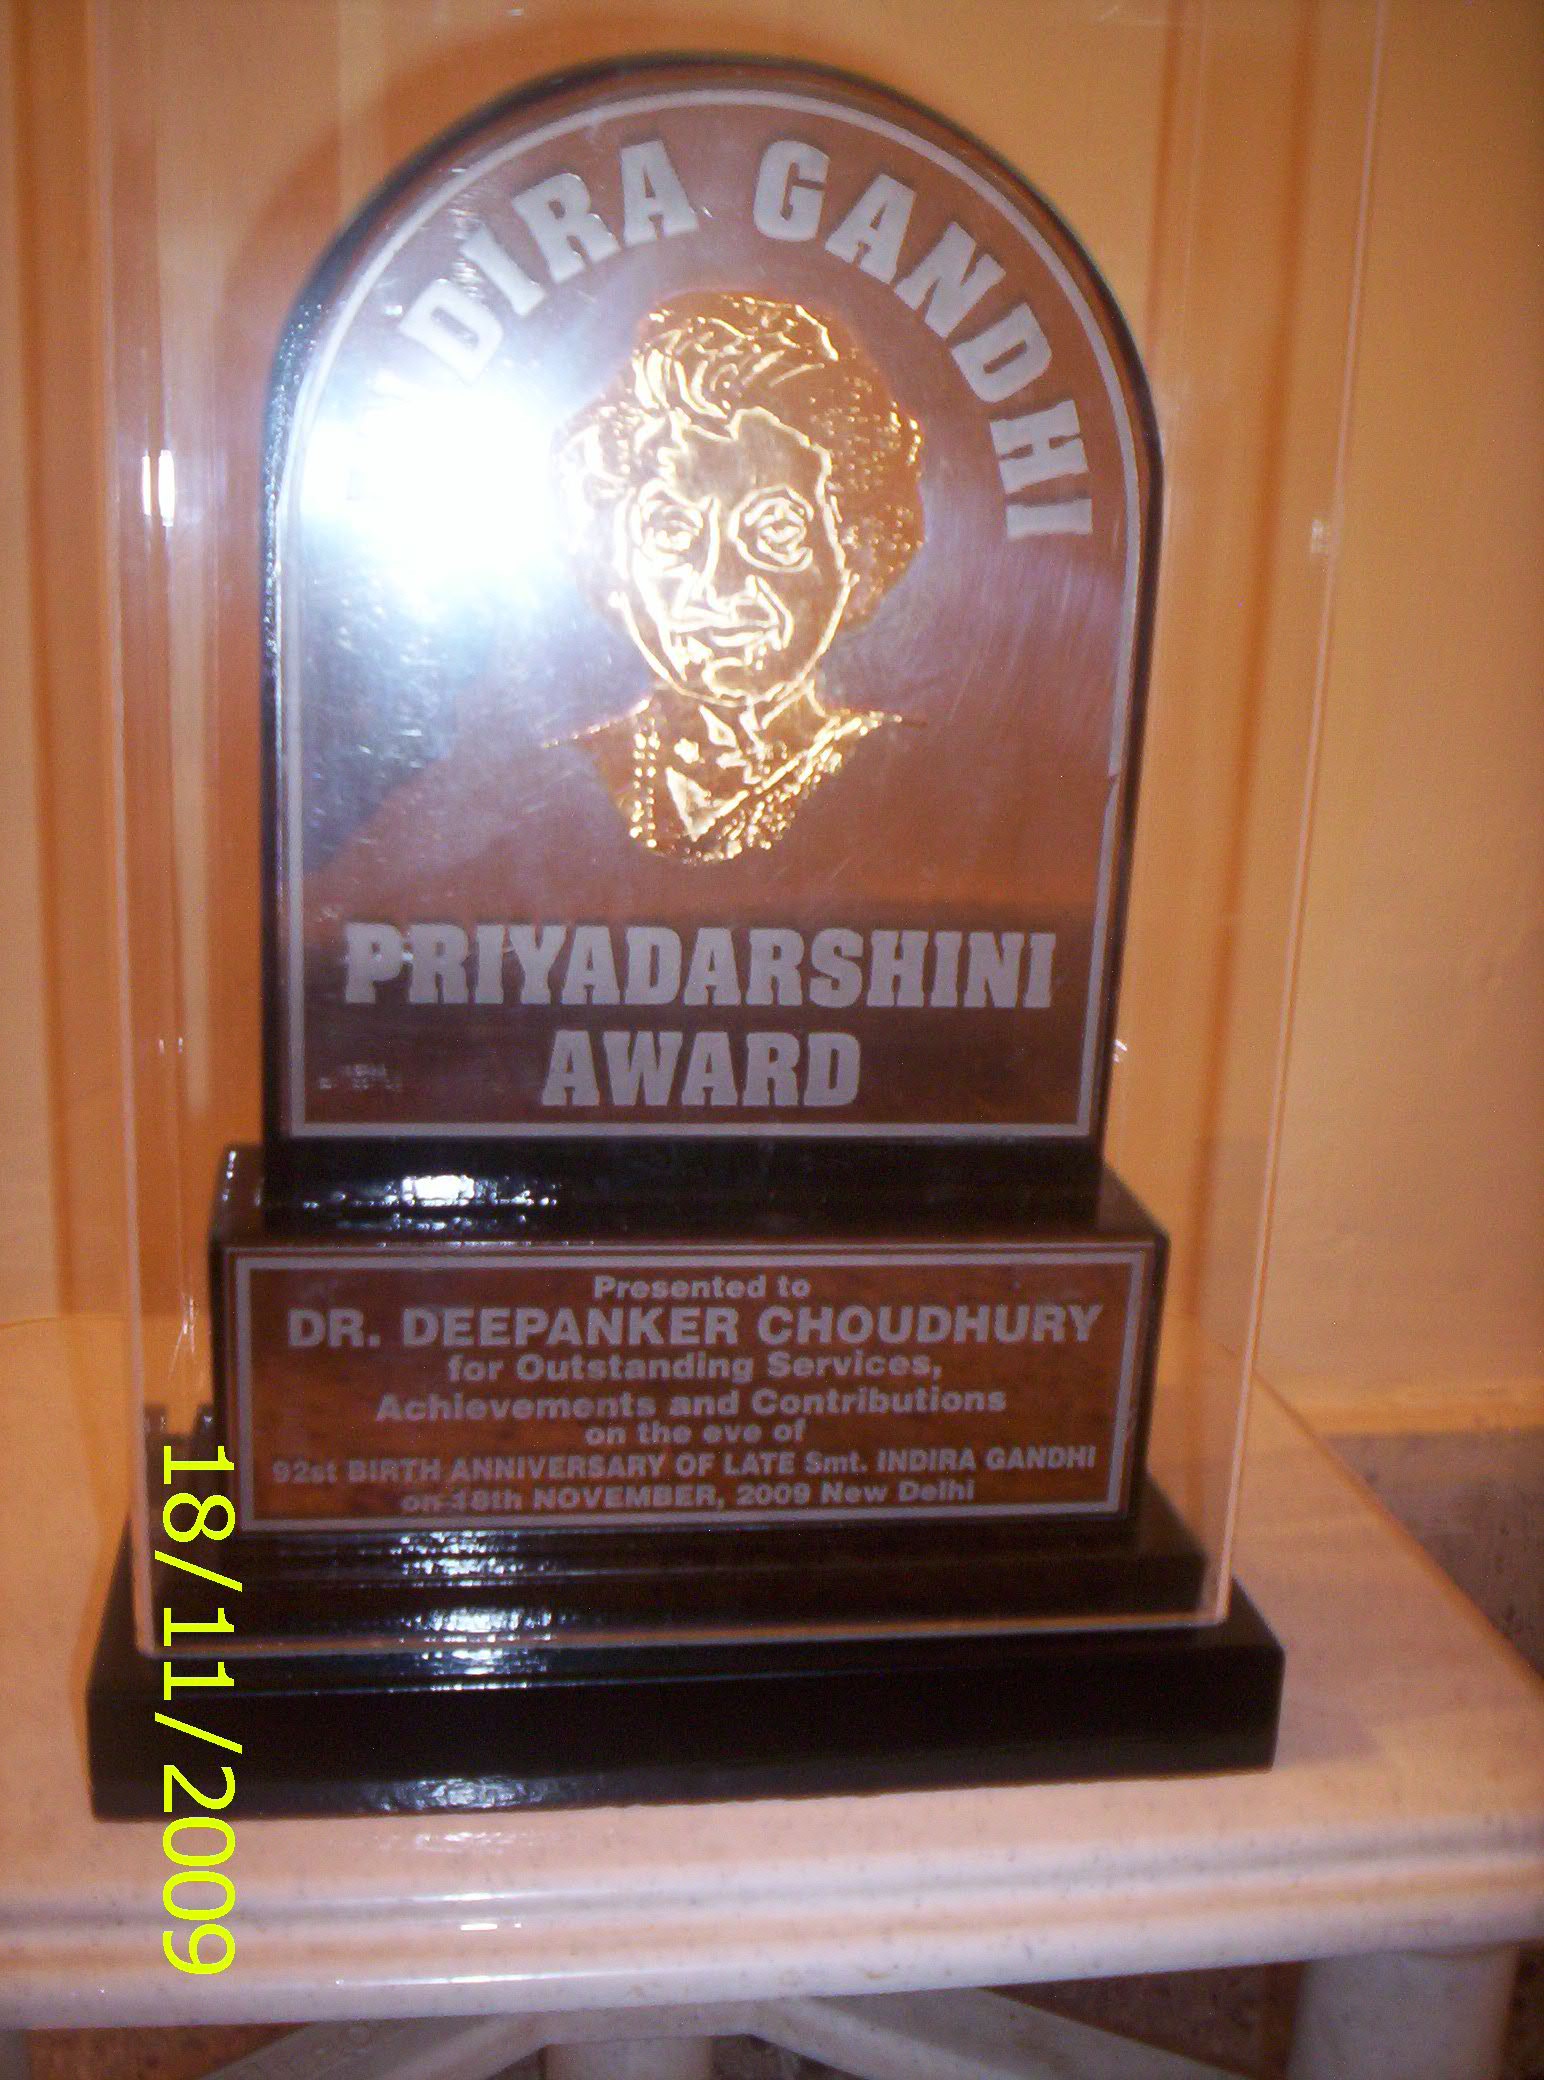 DIRA GANDHI
PRIYADARSHINI
AWARD
Presented to
DR. DEEPANKER CHOUDHURY
for Outstanding Services,
Achievements and Contributions
on the eve of
92st BIRTH ANNIVERSARY OF LATE Smt. INDIRA GANDHI
on 18th NOVEMBER, 2009 New Delhi
18/11/2009